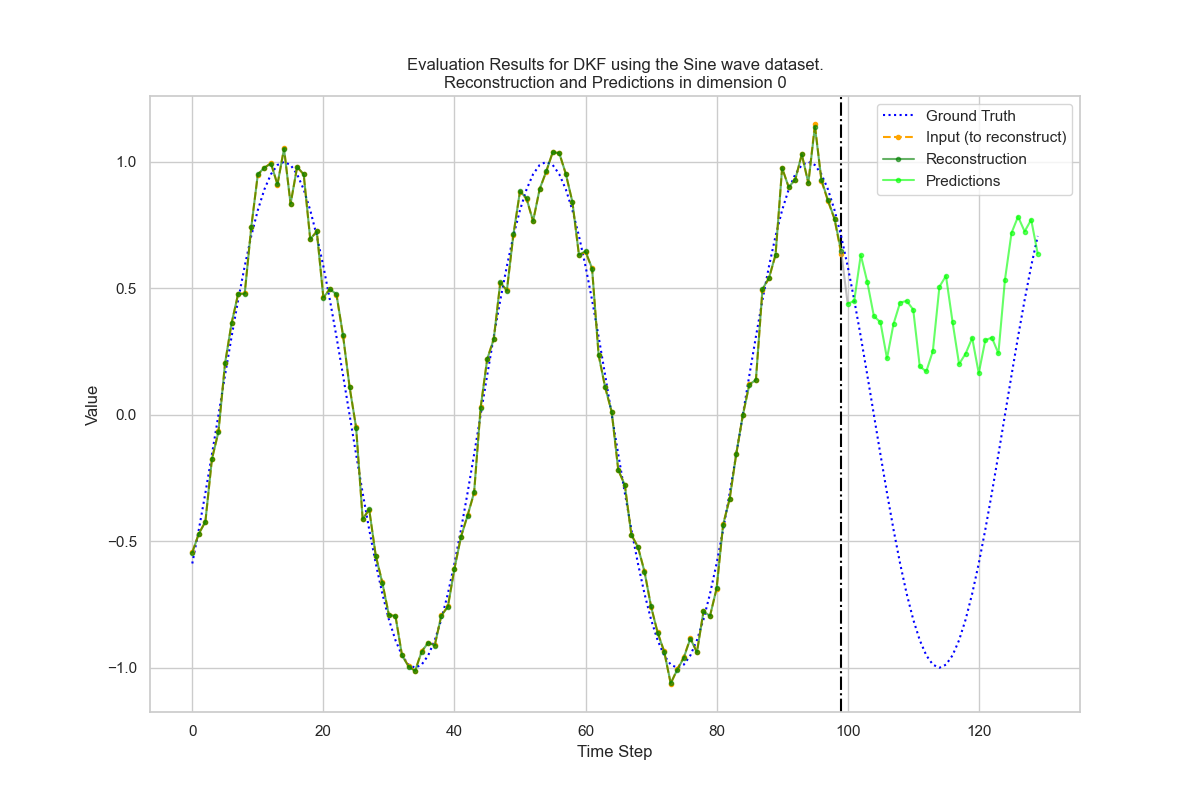 Evaluation Results for DKF using the Sine wave dataset.
Reconstruction and Predictions in dimension 0
Ground Truth
Input (to reconstruct)
Reconstruction
Predictions
1.0
0.5
0.0
−0.5
−1.0
Value
0 20 40 60 80 100 120
Time Step